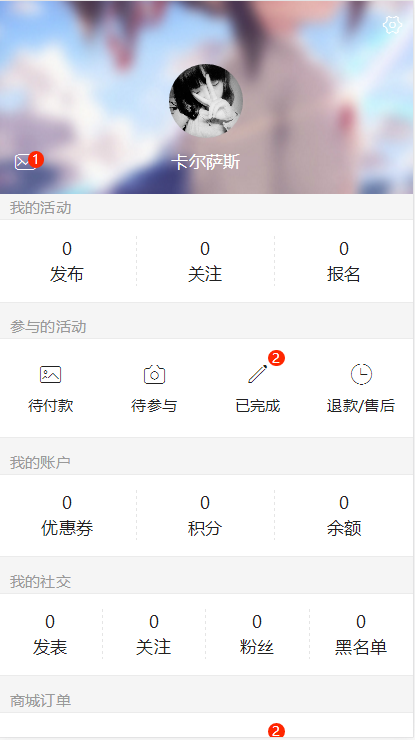 1
卡尔萨斯
我的活动
0 0 0
发布 关注 报名
参与的活动
2
待付款 待参与 已完成 退款/售后
我的账户
0 0 0
优惠券 积分 余额
我的社交
0 0 0 0
发表 关注 粉丝 黑名单
商城订单
2